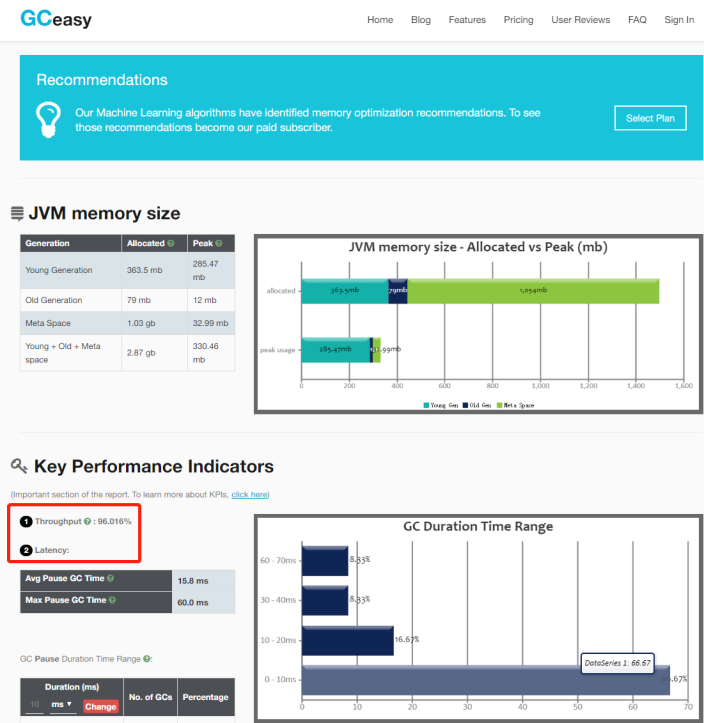 GCeasy
Home Blog Features Pricing User Reviews FAQ Sign In
Recommendations
Our Machine Learning algorithms have identified memory optimization recommendations. To see
those recommendations become our paid subscriber.
Select Plan
JVM memory size
Generation Allocated Peak
Young Generation 363.5 mb 285.47 mb
Old Generation 79 mb 12 mb
Meta Space 1.03 gb 32.99 mb
Young + Old + Meta space 2.87 gb 330.46 mb
JVM memory size - Allocated vs Peak (mb)
allocated 363.5mb 79mb 1,054mb
peak usage 285.47mb 32.99mb
0 200 400 600 800 1,000 1,200 1,400 1,600
Young Gen Old Gen Meta Space
Key Performance Indicators
(Important section of the report. To learn more about KPIs, click here)
1 Throughput : 96.016%
2 Latency:
Avg Pause GC Time 15.8 ms
Max Pause GC Time 60.0 ms
GC Pause Duration Time Range :
Duration (ms) No. of GCs Percentage
10 ms Change
GC Duration Time Range
60 - 70ms 8.33%
30 - 40ms 8.33%
10 - 20ms 16.67%
DataSeries 1: 66.67
0 - 10ms
0 10 20 30 40 50 60 70